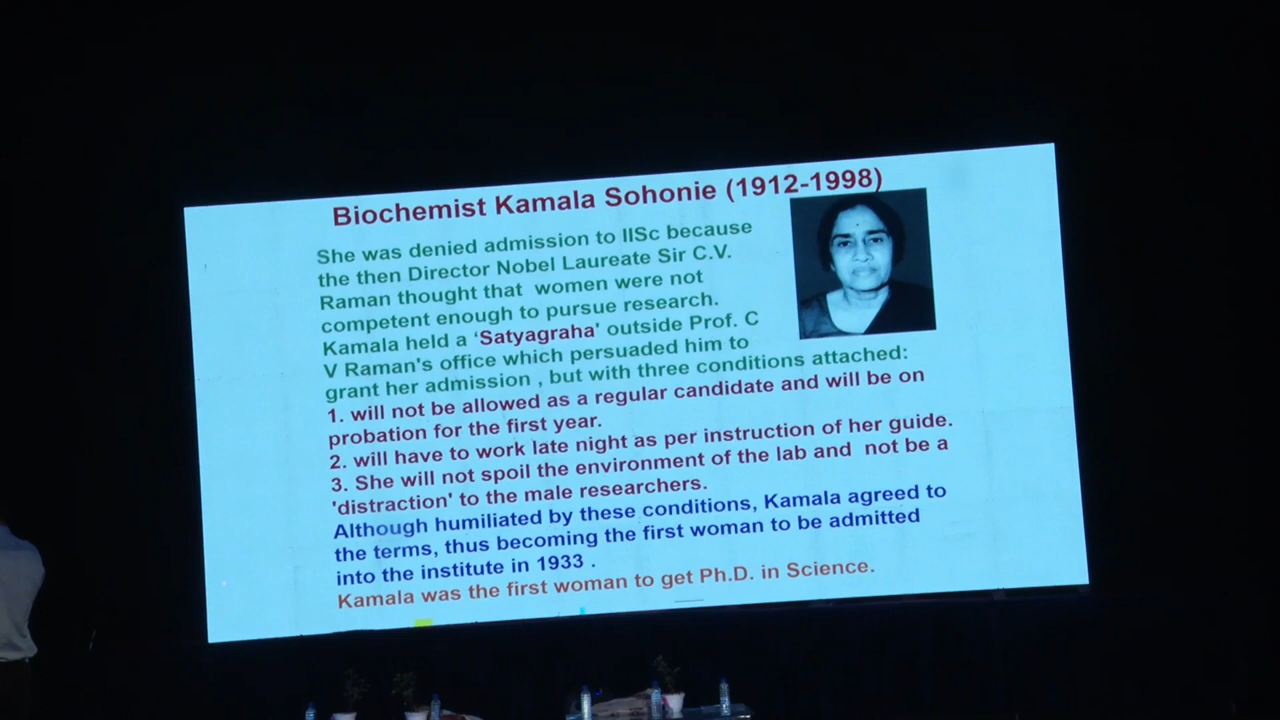 Biochemist Kamala Sohonie (1912-1998)
She was denied admission to IISc because
the then Director Nobel Laureate Sir C.V.
Raman thought that women were not
competent enough to pursue research.
Kamala held a ‘Satyagraha' outside Prof. C
V Raman's office which persuaded him to
grant her admission , but with three conditions attached:
1. will not be allowed as a regular candidate and will be on
probation for the first year.
2. will have to work late night as per instruction of her guide.
3. She will not spoil the environment of the lab and not be a
'distraction' to the male researchers.
Although humiliated by these conditions, Kamala agreed to
the terms, thus becoming the first woman to be admitted
into the institute in 1933 .
Kamala was the first woman to get Ph.D. in Science.